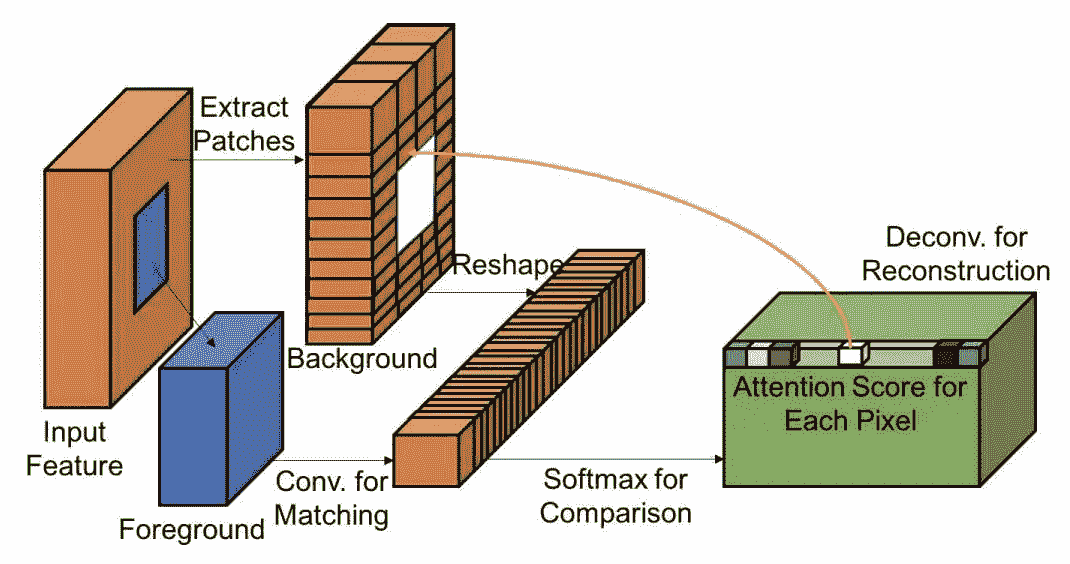 Extract
Patches
Deconv. for
Reconstruction
Reshape
Background
Attention Score for
Each Pixel
Input
Feature
Conv. for
Matching
Softmax for
Comparison
Foreground